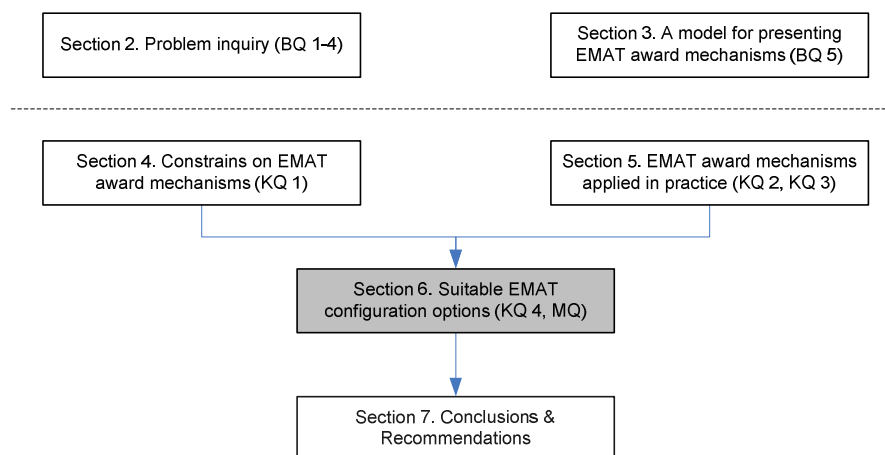 Section 2. Problem inquiry (BQ 1-4)
Section 3. A model for presenting
EMAT award mechanisms (BQ 5)
Section 4. Constrains on EMAT
award mechanisms (KQ 1)
Section 5. EMAT award mechanisms
applied in practice (KQ 2, KQ 3)
Section 6. Suitable EMAT
configuration options (KQ 4, MQ)
Section 7. Conclusions &
Recommendations